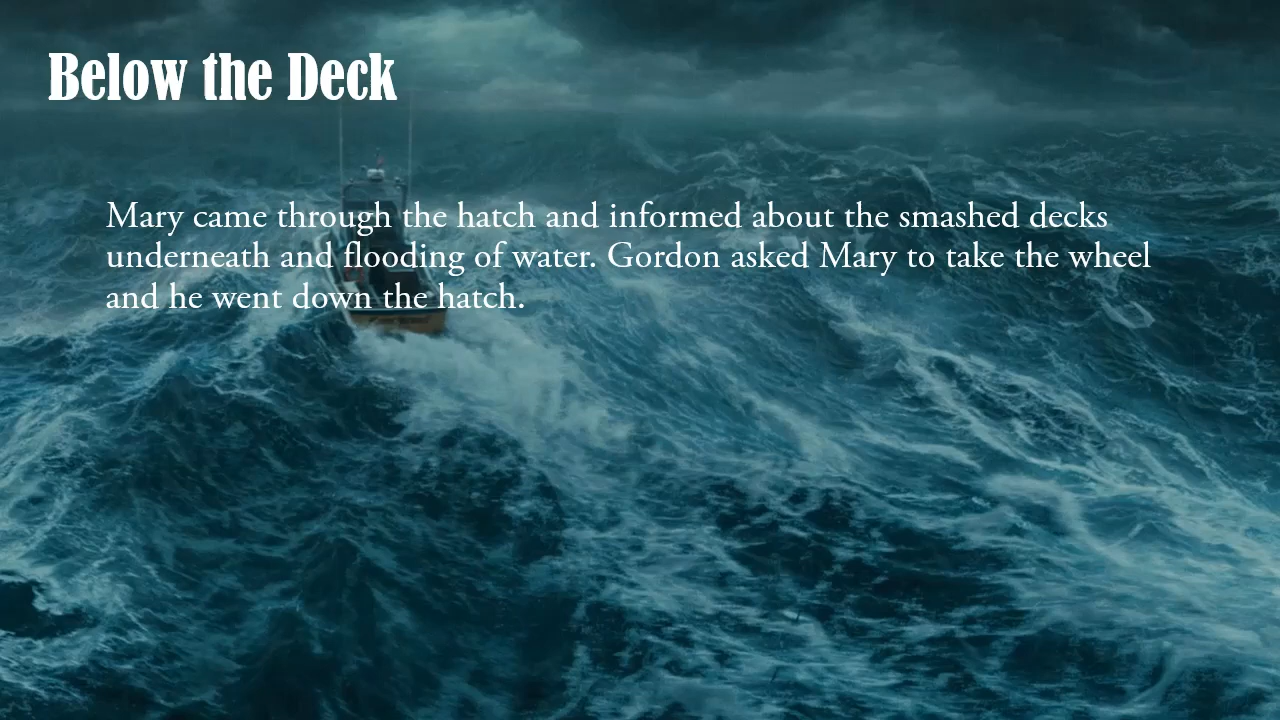 Below the Deck
Mary came through the hatch and informed about the smashed decks
underneath and flooding of water. Gordon asked Mary to take the wheel
and he went down the hatch.